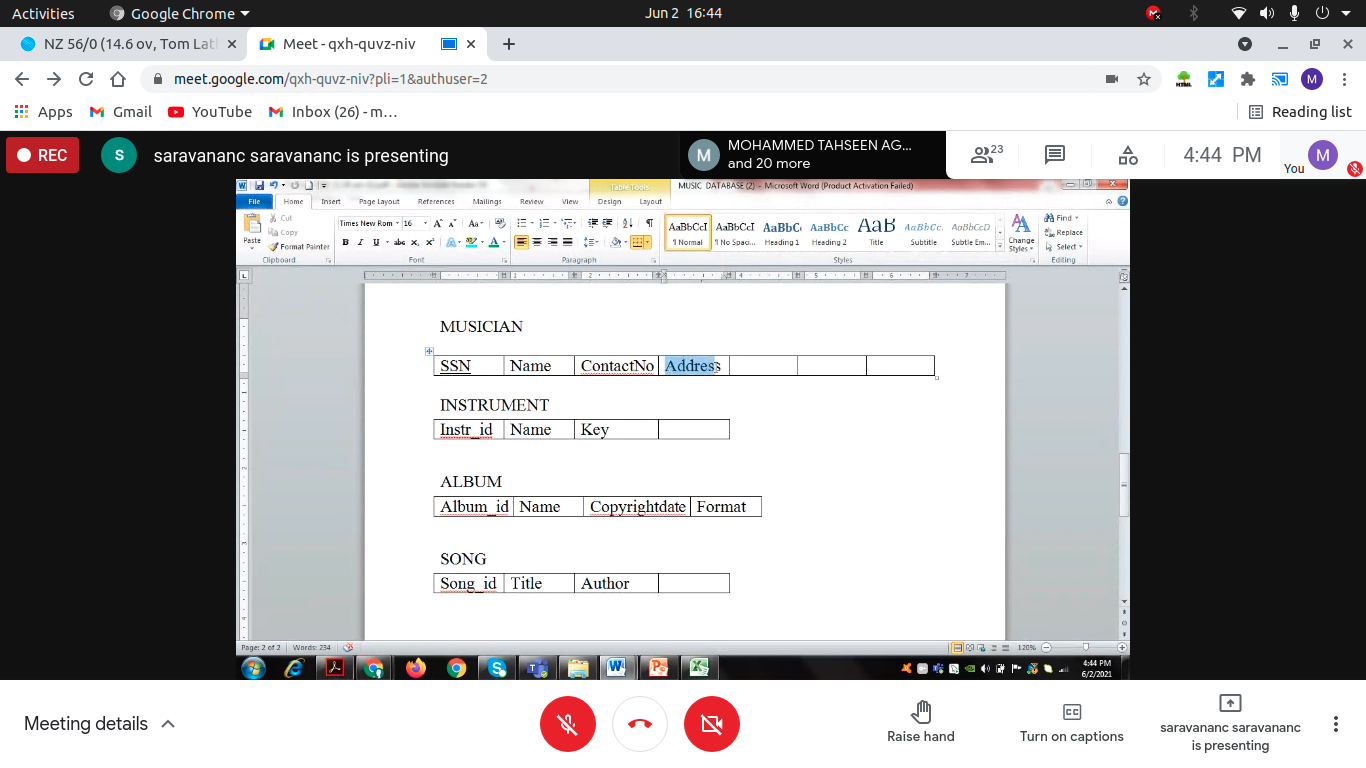 Activities
Google Chrome
Jun 2 16:44
NZ 56/0 (14.6 ov, Tom Lat
Meet - qxh-quvz-niv
meet.google.com/qxh-quvz-niv?pli=1&authuser=2
Apps
Gmail
YouTube
Inbox (26) - m…
Reading list
REC
S
saravananc saravananc is presenting
M
MOHAMMED TAHSEEN AG...
and 20 more
23
4:44 PM
You
M
Table Tools
MUSIC DATABASE (2) - Microsoft Word (Product Activation Failed)
File
Home
Insert
Page Layout
References
Mailings
Review
View
Design
Layout
Paste
Cut
Copy
Format Painter
Clipboard
Times New Rom
16
Font
Paragraph
AaBbCcI
¶ Normal
AaBbCcI
¶ No Spaci...
AaBbC
Heading 1
AaBbCc
Heading 2
AaB
Title
AaBbCc.
Subtitle
AaBbCcD
Subtle Em...
Styles
Change
Styles
Find
Replace
Select
Editing
MUSICIAN
SSN Name ContactNo Address
INSTRUMENT
Instr_id Name Key
ALBUM
Album_id Name Copyrightdate Format
SONG
Song_id Title Author
Page: 2 of 2
Words: 234
120%
4:44 PM
6/2/2021
Meeting details
Raise hand
Turn on captions
saravananc saravananc
is presenting